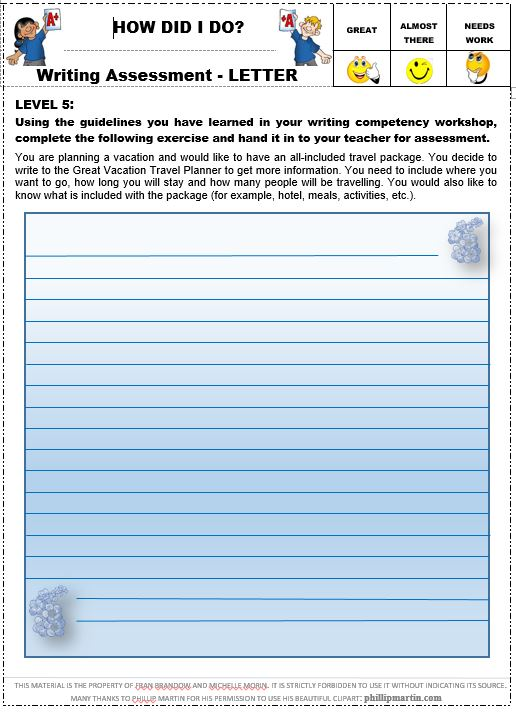 A+
HOW DID I DO?
+A
GREAT
ALMOST
THERE
NEEDS
WORK
Writing Assessment - LETTER
LEVEL 5:
Using the guidelines you have learned in your writing competency workshop,
complete the following exercise and hand it in to your teacher for assessment.
You are planning a vacation and would like to have an all-included travel package. You decide to
write to the Great Vacation Travel Planner to get more information. You need to include where you
want to go, how long you will stay and how many people will be travelling. You would also like to
know what is included with the package (for example, hotel, meals, activities, etc.).
THIS MATERIAL IS THE PROPERTY OF FRAN BRANDOW AND MICHELLE MORIN. IT IS STRICTLY FORBIDDEN TO USE IT WITHOUT INDICATING ITS SOURCE.
MANY THANKS TO PHILLIP MARTIN FOR HIS PERMISSION TO USE HIS BEAUTIFUL CLIPART: phillipmartin.com